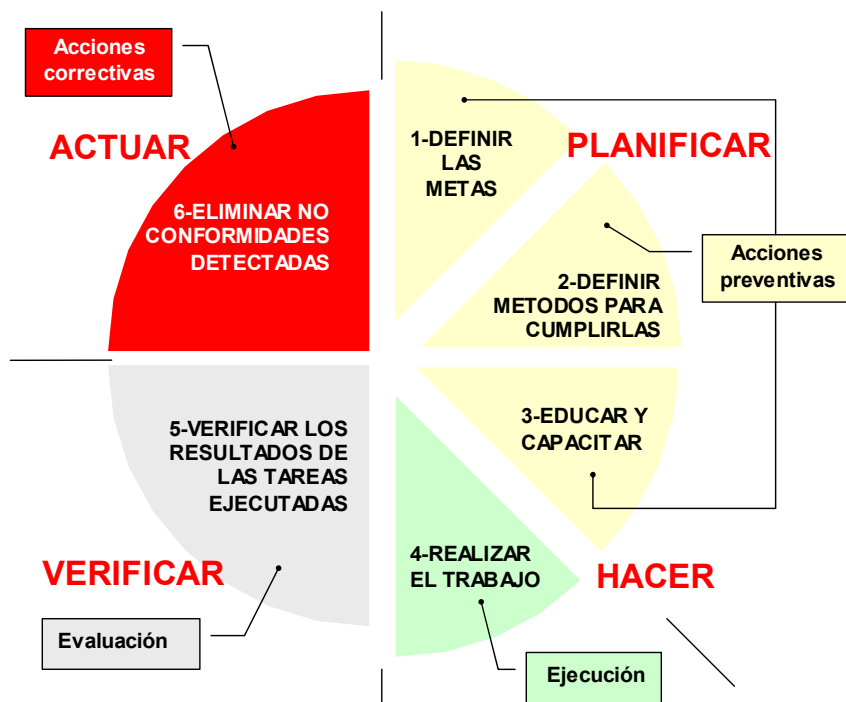 Acciones
correctivas
ACTUAR
6-ELIMINAR NO
CONFORMIDADES
DETECTADAS
1-DEFINIR
LAS
METAS
PLANIFICAR
Acciones
preventivas
2-DEFINIR
METODOS PARA
CUMPLIRLAS
3-EDUCAR Y
CAPACITAR
5-VERIFICAR LOS
RESULTADOS DE
LAS TAREAS
EJECUTADAS
4-REALIZAR
EL TRABAJO
HACER
VERIFICAR
Evaluación
Ejecución